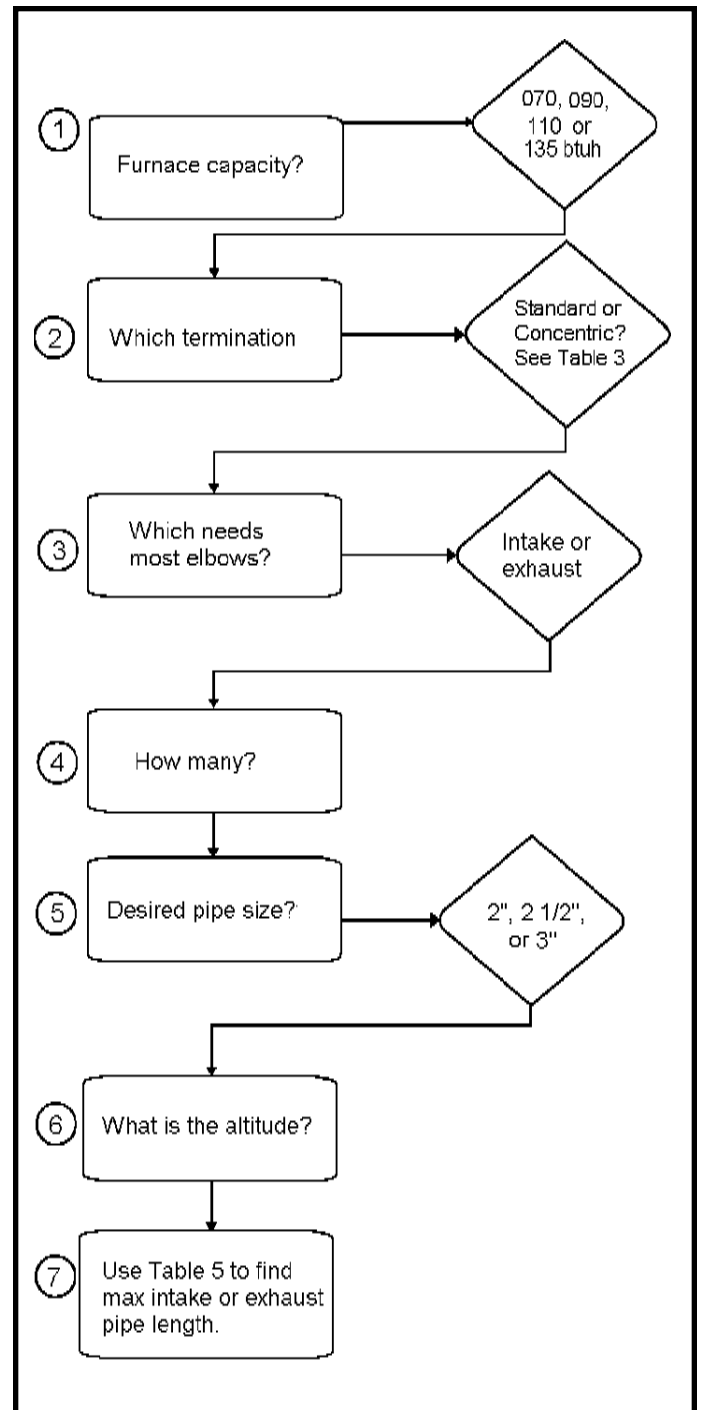 1
Furnace capacity?
070, 090,
110 or
135 btuh
2
Which termination
Standard or
Concentric?
See Table 3
3
Which needs
most elbows?
Intake or
exhaust
4
How many?
5
Desired pipe size?
2", 2 1/2",
or 3"
6
What is the altitude?
7
Use Table 5 to find
max intake or exhaust
pipe length.